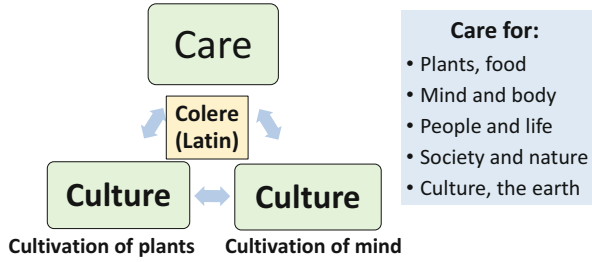 Care
Colere
(Latin)
Culture
Culture
Cultivation of plants
Cultivation of mind
Care for:
• Plants, food
• Mind and body
• People and life
• Society and nature
• Culture, the earth